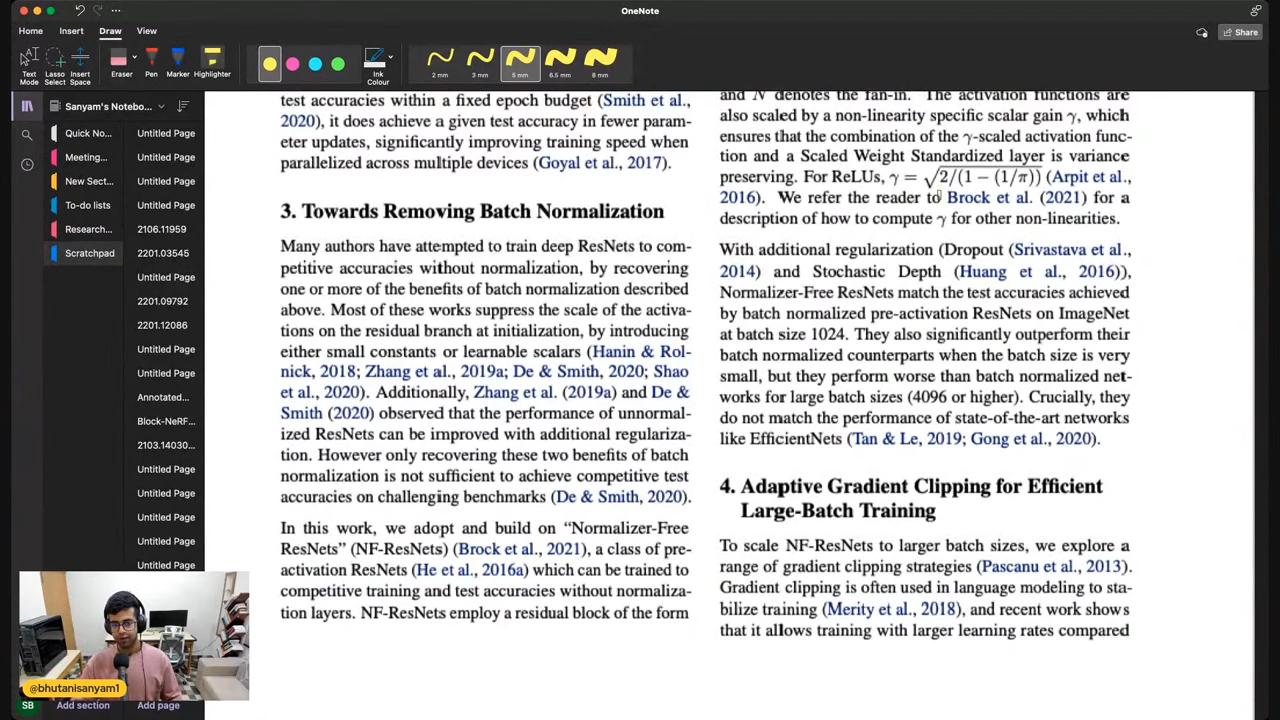 OneNote
Home Insert Draw View
Share
Text Mode
Lasso Select
Insert Space
Eraser
Pen
Marker
Highlighter
Ink Colour
2 mm
3 mm
5 mm
6.5 mm
8 mm
Sanyam's Notebo...
Quick No...
Meeting...
New Sect...
To-do lists
Research...
Scratchpad
Untitled Page
Untitled Page
Untitled Page
Untitled Page
2106.11959
2201.03545
Untitled Page
2201.09792
2201.12086
Untitled Page
Untitled Page
Annotated...
Block-NeRF...
2103.14030...
Untitled Page
Untitled Page
Untitled Page
Untitled Page
Untitled Page
test accuracies within a fixed epoch budget (Smith et al.,
2020), it does achieve a given test accuracy in fewer param-
eter updates, significantly improving training speed when
parallelized across multiple devices (Goyal et al., 2017).
3. Towards Removing Batch Normalization
Many authors have attempted to train deep ResNets to com-
petitive accuracies without normalization, by recovering
one or more of the benefits of batch normalization described
above. Most of these works suppress the scale of the activa-
tions on the residual branch at initialization, by introducing
either small constants or learnable scalars (Hanin & Rol-
nick, 2018; Zhang et al., 2019a; De & Smith, 2020; Shao
et al., 2020). Additionally, Zhang et al. (2019a) and De &
Smith (2020) observed that the performance of unnormal-
ized ResNets can be improved with additional regulariza-
tion. However only recovering these two benefits of batch
normalization is not sufficient to achieve competitive test
accuracies on challenging benchmarks (De & Smith, 2020).
In this work, we adopt and build on “Normalizer-Free
ResNets” (NF-ResNets) (Brock et al., 2021), a class of pre-
activation ResNets (He et al., 2016a) which can be trained to
competitive training and test accuracies without normaliza-
tion layers. NF-ResNets employ a residual block of the form
and N denotes the fan-in. The activation functions are
also scaled by a non-linearity specific scalar gain γ, which
ensures that the combination of the γ-scaled activation func-
tion and a Scaled Weight Standardized layer is variance
preserving. For ReLUs, γ = √2/(1 − (1/π)) (Arpit et al.,
2016). We refer the reader to Brock et al. (2021) for a
description of how to compute γ for other non-linearities.
With additional regularization (Dropout (Srivastava et al.,
2014) and Stochastic Depth (Huang et al., 2016)),
Normalizer-Free ResNets match the test accuracies achieved
by batch normalized pre-activation ResNets on ImageNet
at batch size 1024. They also significantly outperform their
batch normalized counterparts when the batch size is very
small, but they perform worse than batch normalized net-
works for large batch sizes (4096 or higher). Crucially, they
do not match the performance of state-of-the-art networks
like EfficientNets (Tan & Le, 2019; Gong et al., 2020).
4. Adaptive Gradient Clipping for Efficient
Large-Batch Training
To scale NF-ResNets to larger batch sizes, we explore a
range of gradient clipping strategies (Pascanu et al., 2013).
Gradient clipping is often used in language modeling to sta-
bilize training (Merity et al., 2018), and recent work shows
that it allows training with larger learning rates compared
@bhutanisanyam1
SB
Add section
Add page